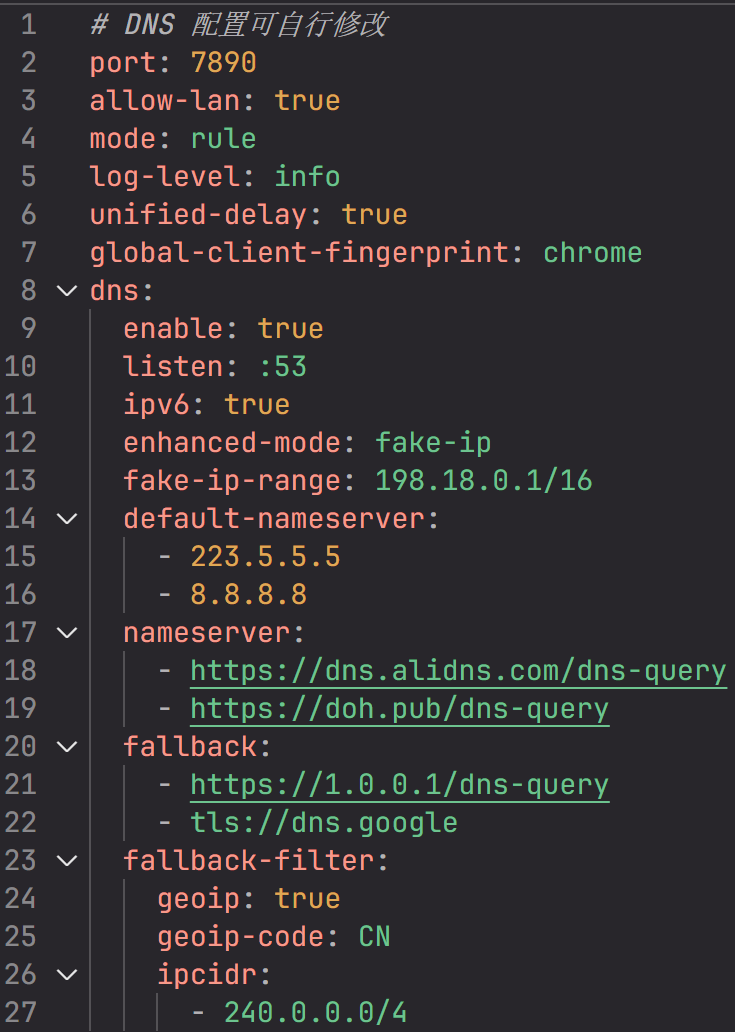 1 # DNS 配置可自行修改
2 port: 7890
3 allow-lan: true
4 mode: rule
5 log-level: info
6 unified-delay: true
7 global-client-fingerprint: chrome
8 dns:
9 enable: true
10 listen: :53
11 ipv6: true
12 enhanced-mode: fake-ip
13 fake-ip-range: 198.18.0.1/16
14 default-nameserver:
15 - 223.5.5.5
16 - 8.8.8.8
17 nameserver:
18 - https://dns.alidns.com/dns-query
19 - https://doh.pub/dns-query
20 fallback:
21 - https://1.0.0.1/dns-query
22 - tls://dns.google
23 fallback-filter:
24 geoip: true
25 geoip-code: CN
26 ipcidr:
27 - 240.0.0.0/4